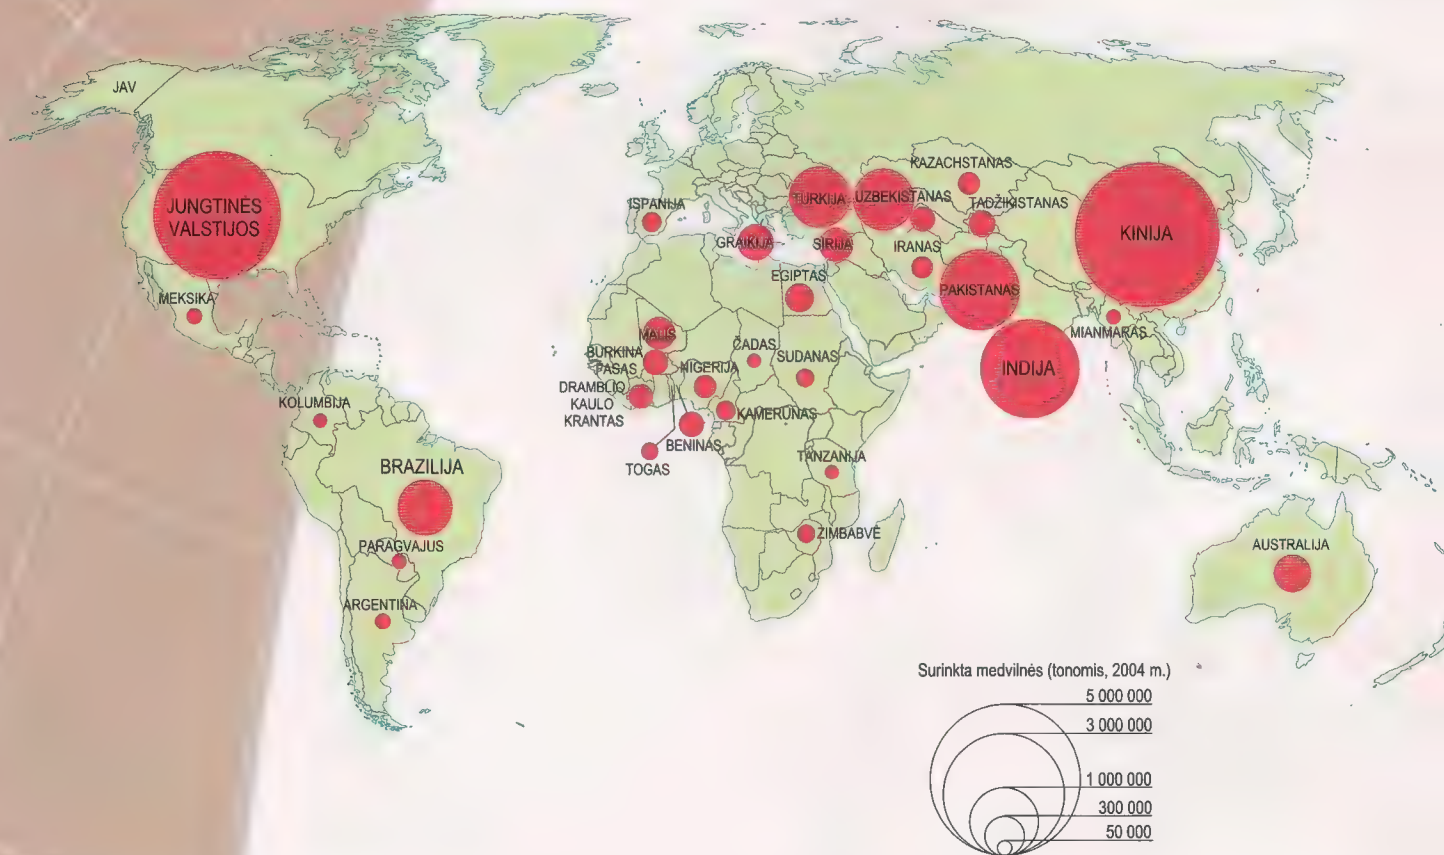 JAV
KAZACHSTANAS
JUNGTINĖS
VALSTIJOS
ISPANIJA
TURKIJA
UZBEKISTANAS
TADŽIKISTANAS
KINIJA
GRAIKIJA
SIRIJA
IRANAS
EGIPTAS
PAKISTANAS
MEKSIKA
MALIS
MIANMARAS
BURKINA
PASAS
ČADAS
SUDANAS
NIGERIJA
INDIJA
DRAMBLIO
KAULO
KRANTAS
KOLUMBIJA
KAMERŪNAS
BENINAS
TOGAS
TANZANIJA
BRAZILIJA
ZIMBABVĖ
PARAGVAJUS
AUSTRALIJA
ARGENTINA
Surinkta medvilnės (tonomis, 2004 m.)
5 000 000
3 000 000
1 000 000
300 000
50 000